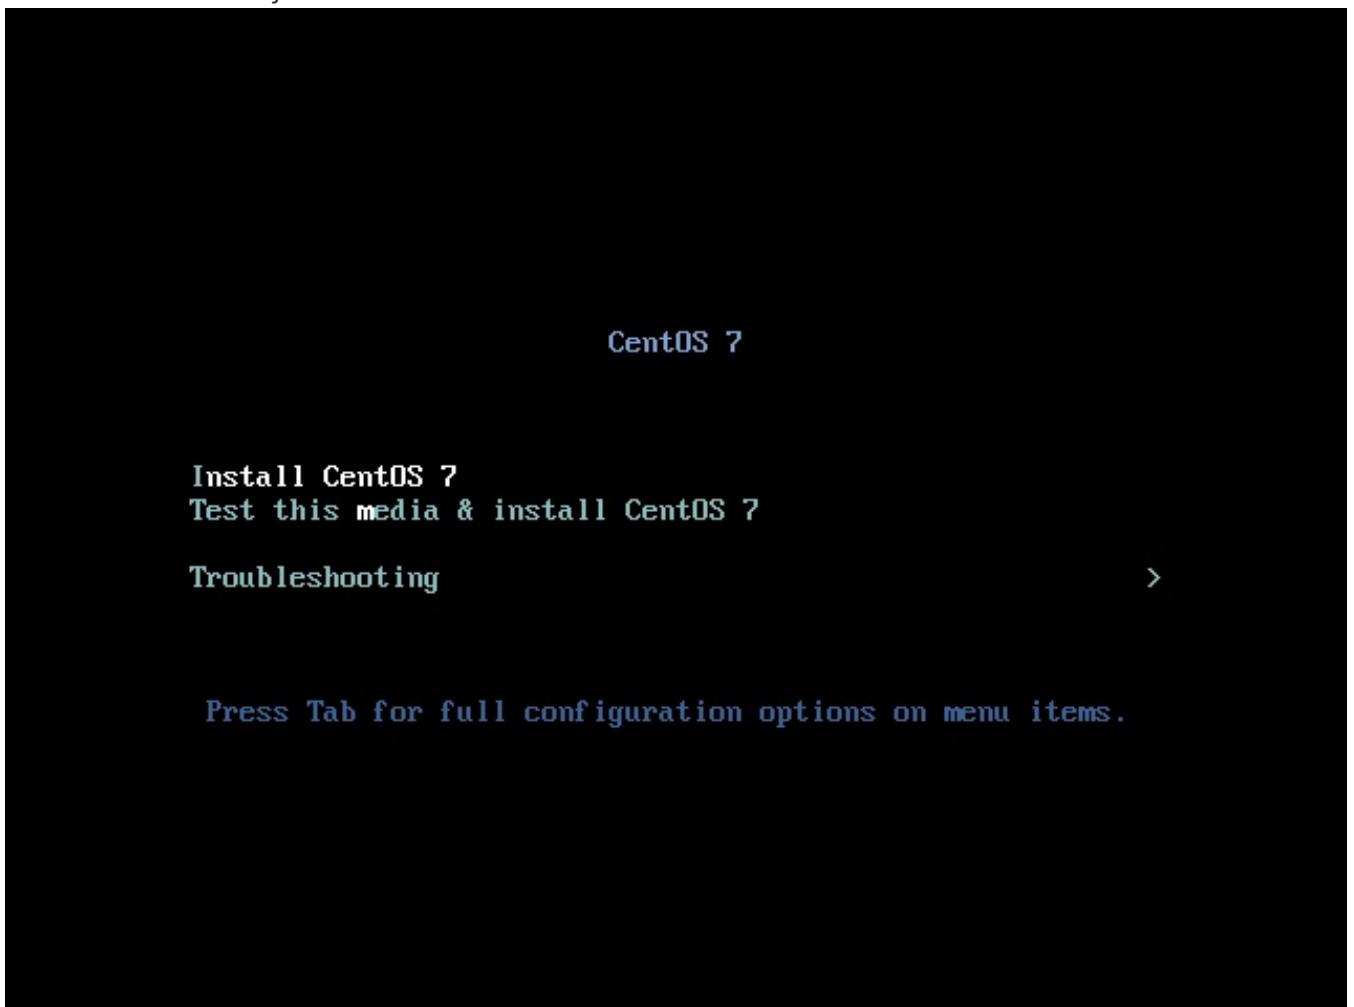 CentOS 7
Install CentOS 7
Test this media & install CentOS 7
Troubleshooting >
Press Tab for full configuration options on menu items.